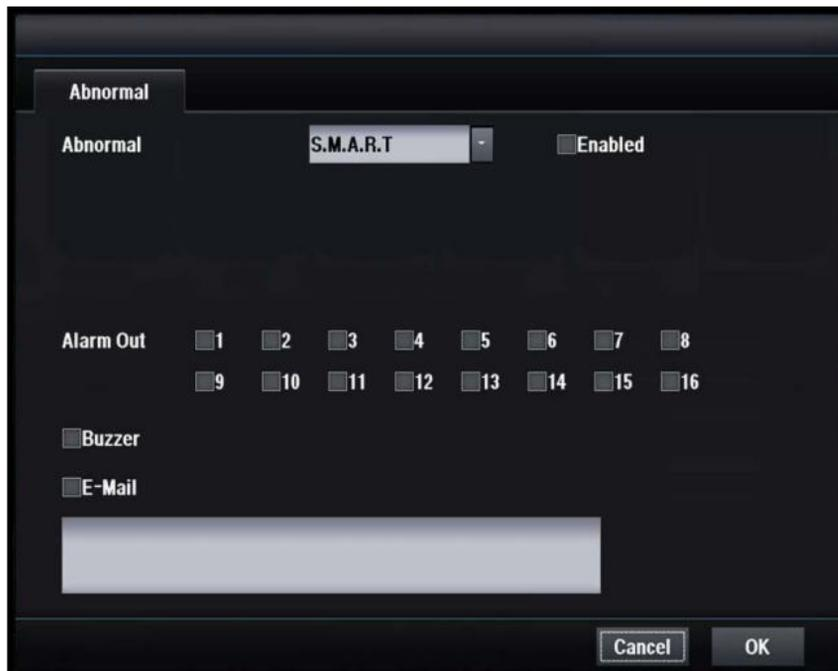 Abnormal
Abnormal S.M.A.R.T Enabled
Alarm Out 1 2 3 4 5 6 7 8
9 10 11 12 13 14 15 16
Buzzer
E-Mail
Cancel OK